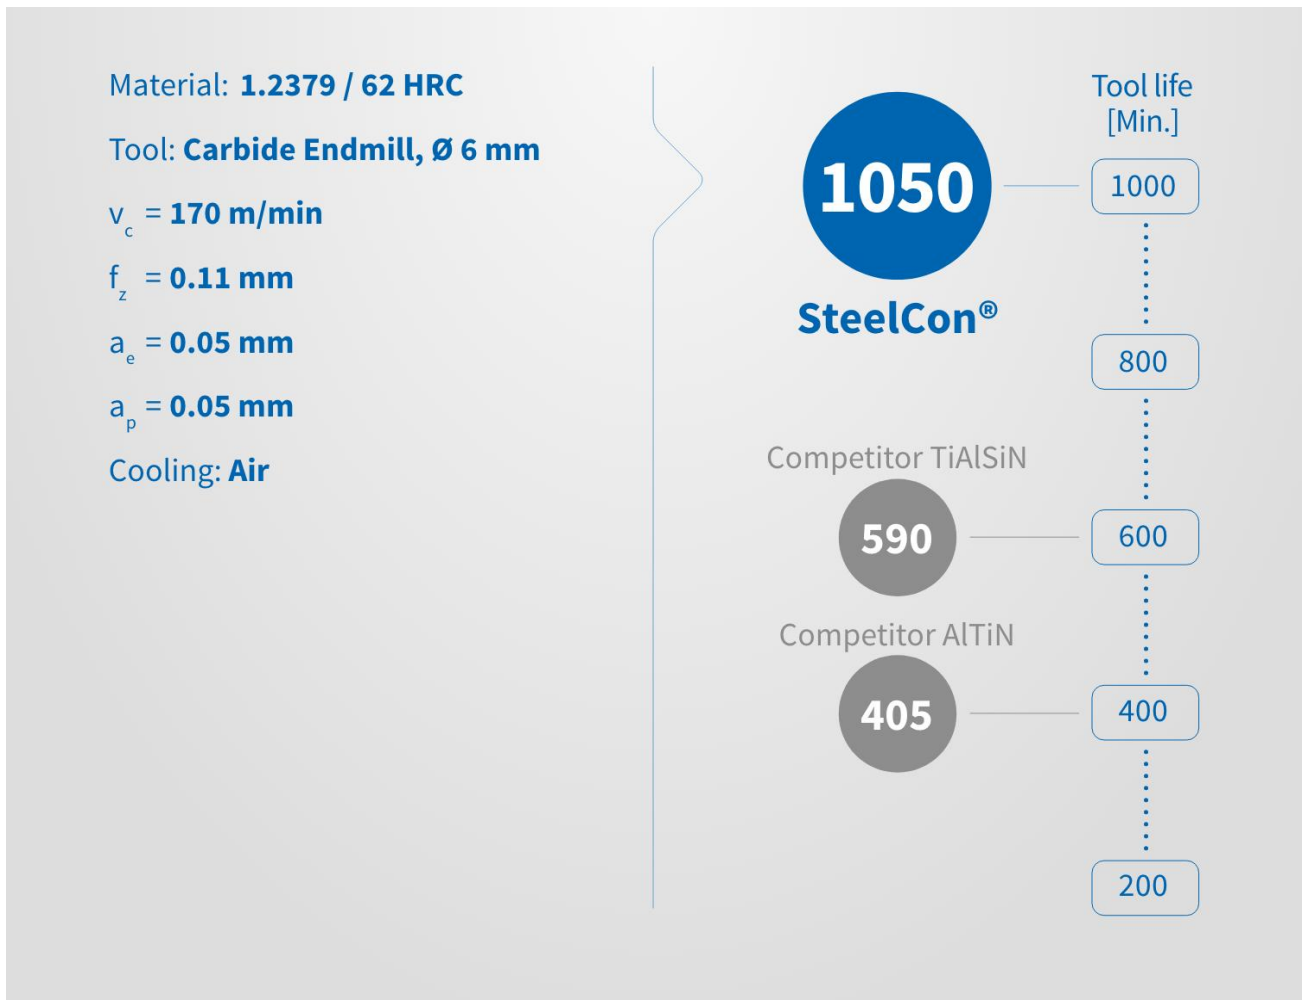 Material: 1.2379 / 62 HRC
Tool: Carbide Endmill, Ø 6 mm
vc = 170 m/min
fz = 0.11 mm
ae = 0.05 mm
ap = 0.05 mm
Cooling: Air
1050
SteelCon®
Competitor TiAlSiN
590
Competitor AlTiN
405
Tool life
[Min.]
1000
800
600
400
200